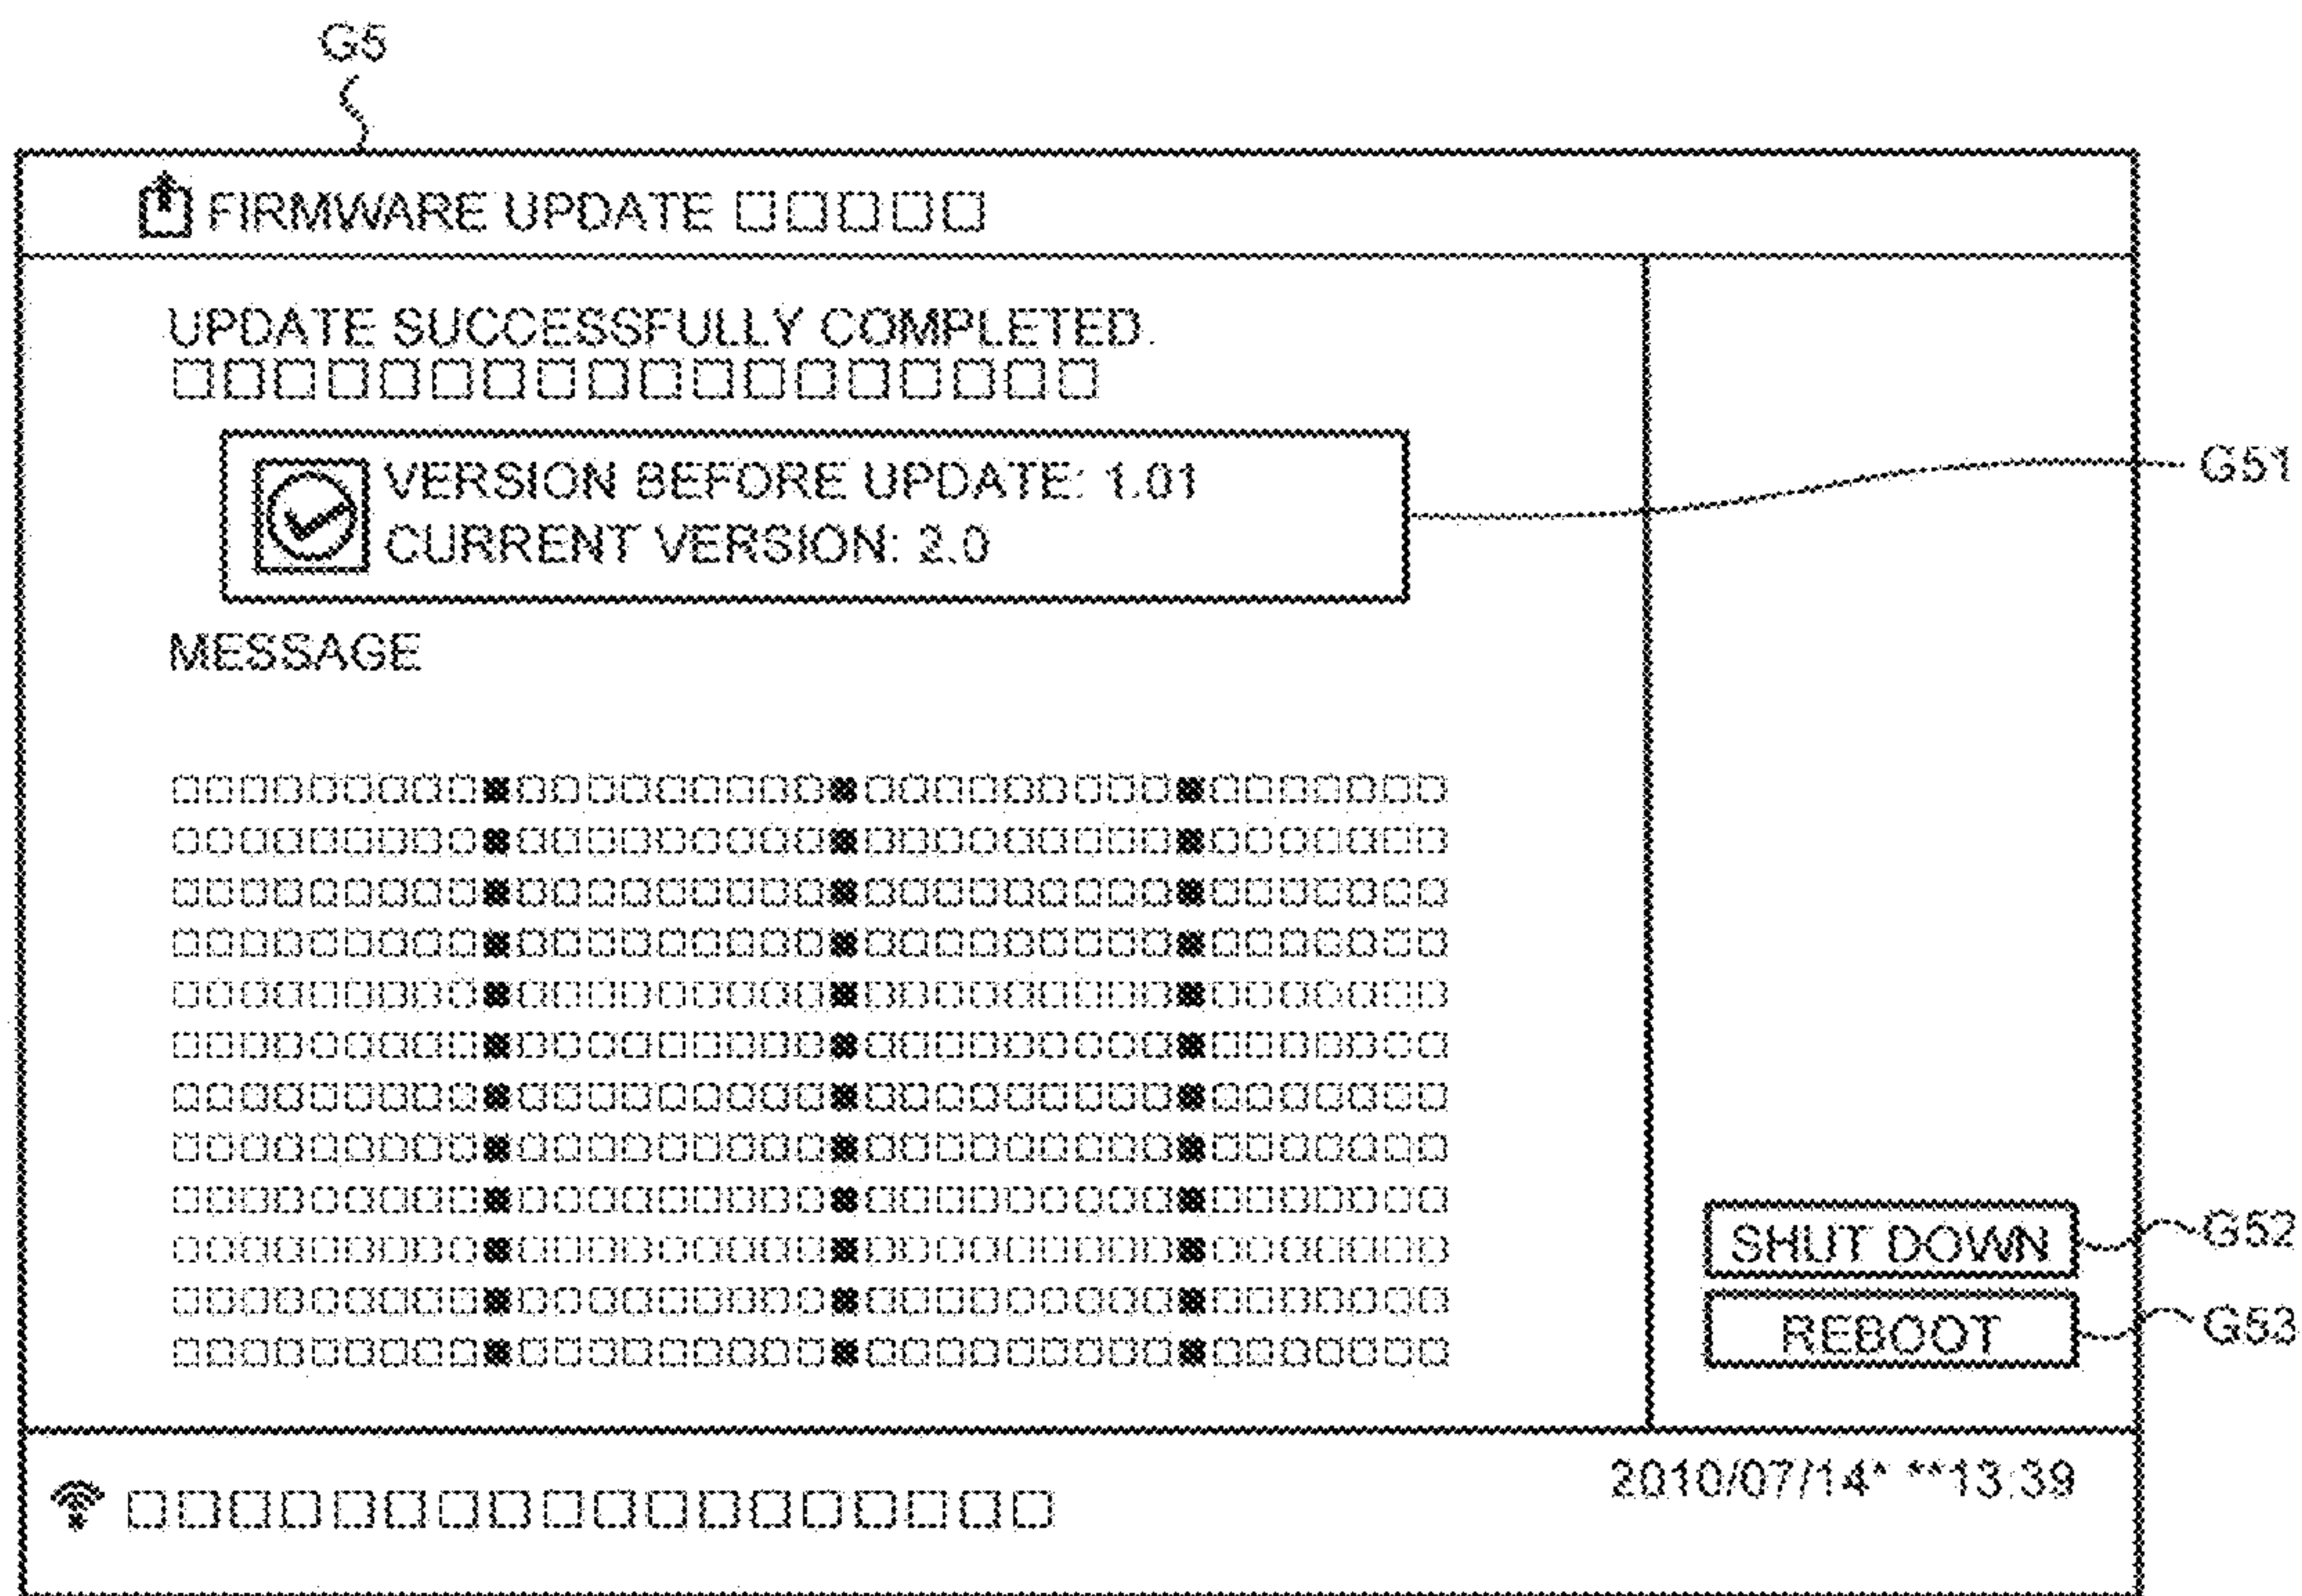 G5
FIRMWARE UPDATE
UPDATE SUCCESSFULLY COMPLETED.
VERSION BEFORE UPDATE: 1.01
G51
CURRENT VERSION: 2.0
MESSAGE
SHUT DOWN
G52
REBOOT
G53
2010/07/14* **13:39